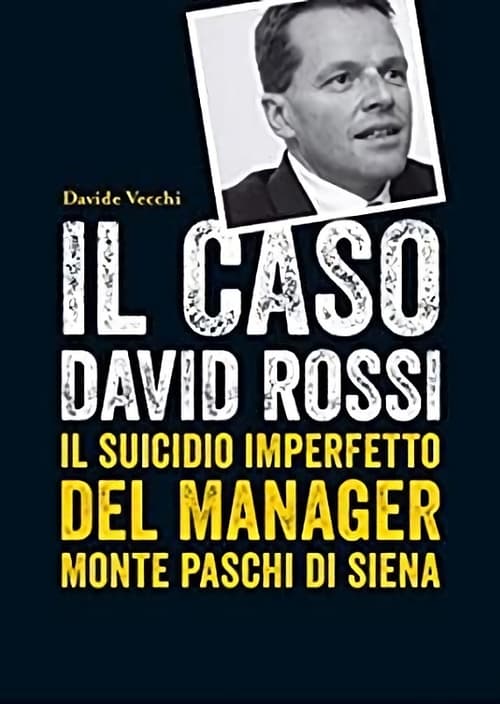 Davide Vecchi
IL CASO
DAVID ROSSI
IL SUICIDIO IMPERFETTO
DEL MANAGER
MONTE PASCHI DI SIENA